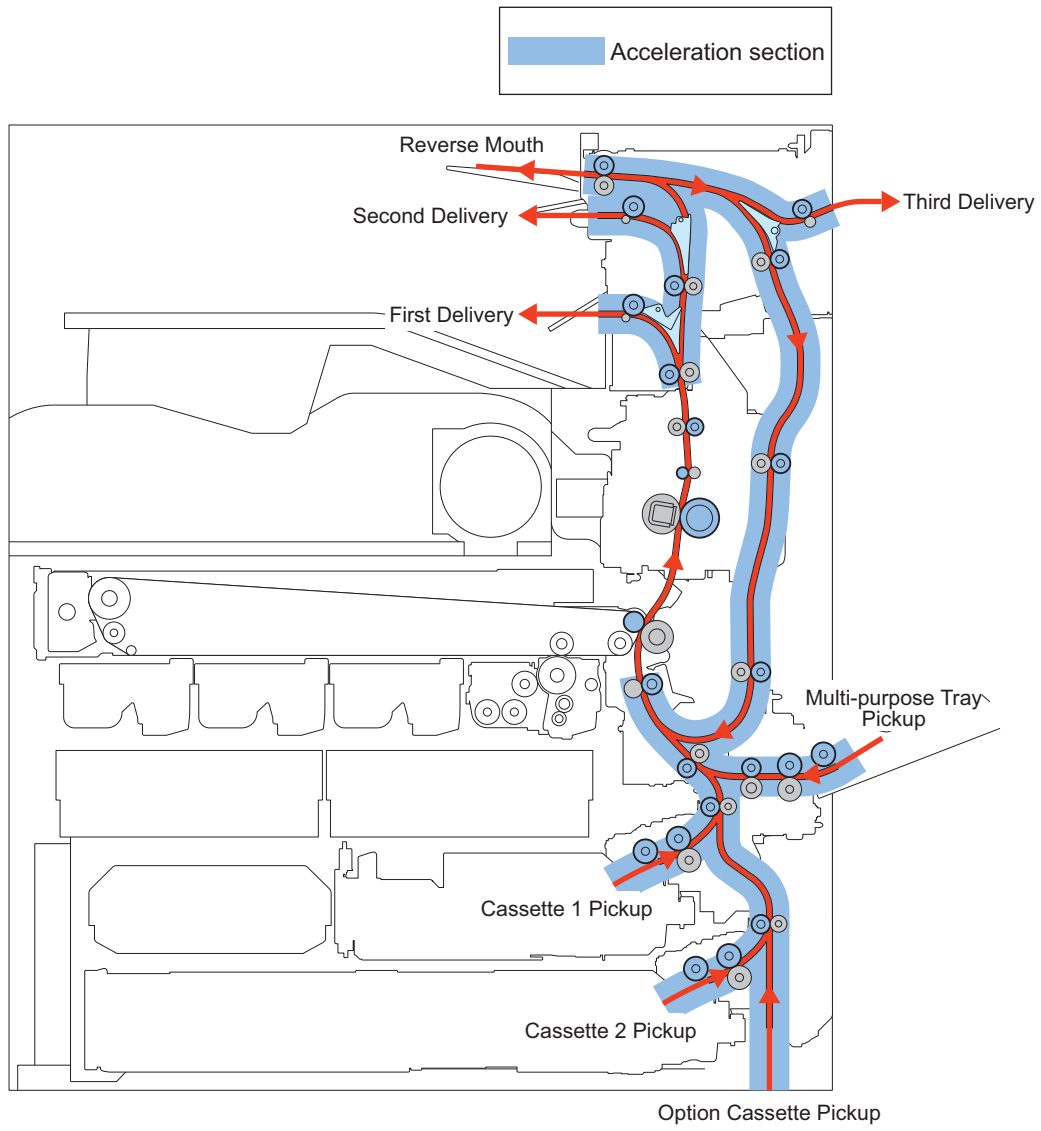 Acceleration section
Reverse Mouth
Second Delivery
Third Delivery
First Delivery
Multi-purpose Tray
Pickup
Cassette 1 Pickup
Cassette 2 Pickup
Option Cassette Pickup